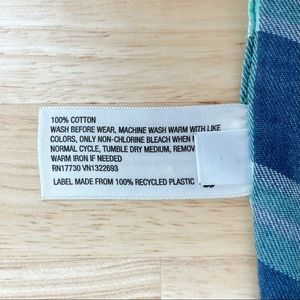 100% COTTON
WASH BEFORE WEAR, MACHINE WASH WARM WITH LIKE
COLORS, ONLY NON-CHLORINE BLEACH WHEN
NORMAL CYCLE, TUMBLE DRY MEDIUM, REMOV
WARM IRON IF NEEDED
RN17730 VN1322693
LABEL MADE FROM 100% RECYCLED PLASTIC